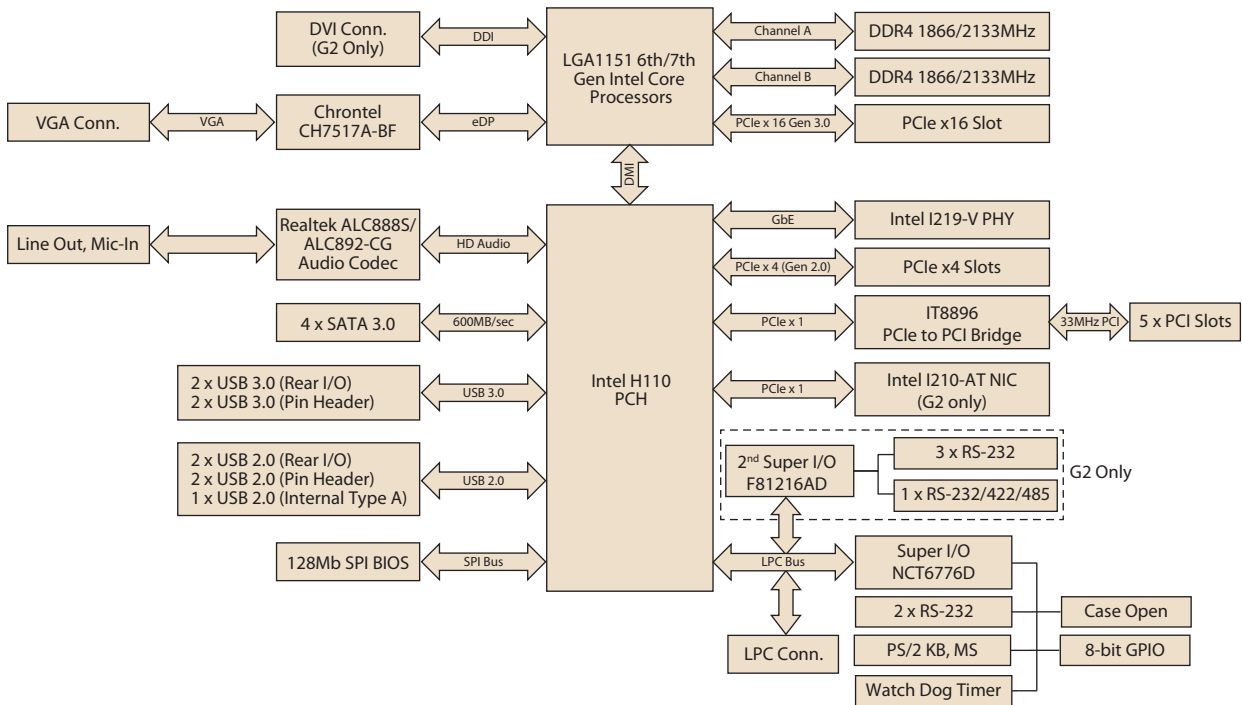 DVI Conn.
(G2 Only)
DDI
LGA1151 6th/7th
Gen Intel Core
Processors
Channel A
DDR4 1866/2133MHz
Channel B
DDR4 1866/2133MHz
VGA Conn.
VGA
Chrontel
CH7517A-BF
eDP
PCIe x 16 Gen 3.0
PCIe x16 Slot
DMI
Line Out, Mic-In
Realtek ALC888S/
ALC892-CG
Audio Codec
HD Audio
Intel H110
PCH
GbE
Intel I219-V PHY
PCIe x 4 (Gen 2.0)
PCIe x4 Slots
4 x SATA 3.0
600MB/sec
PCIe x 1
IT8896
PCIe to PCI Bridge
33MHz PCI
5 x PCI Slots
2 x USB 3.0 (Rear I/O)
2 x USB 3.0 (Pin Header)
USB 3.0
PCIe x 1
Intel I210-AT NIC
(G2 only)
2 x USB 2.0 (Rear I/O)
2 x USB 2.0 (Pin Header)
1 x USB 2.0 (Internal Type A)
USB 2.0
2nd Super I/O
F81216AD
3 x RS-232
1 x RS-232/422/485
G2 Only
128Mb SPI BIOS
SPI Bus
LPC Bus
Super I/O
NCT6776D
2 x RS-232
Case Open
LPC Conn.
PS/2 KB, MS
8-bit GPIO
Watch Dog Timer